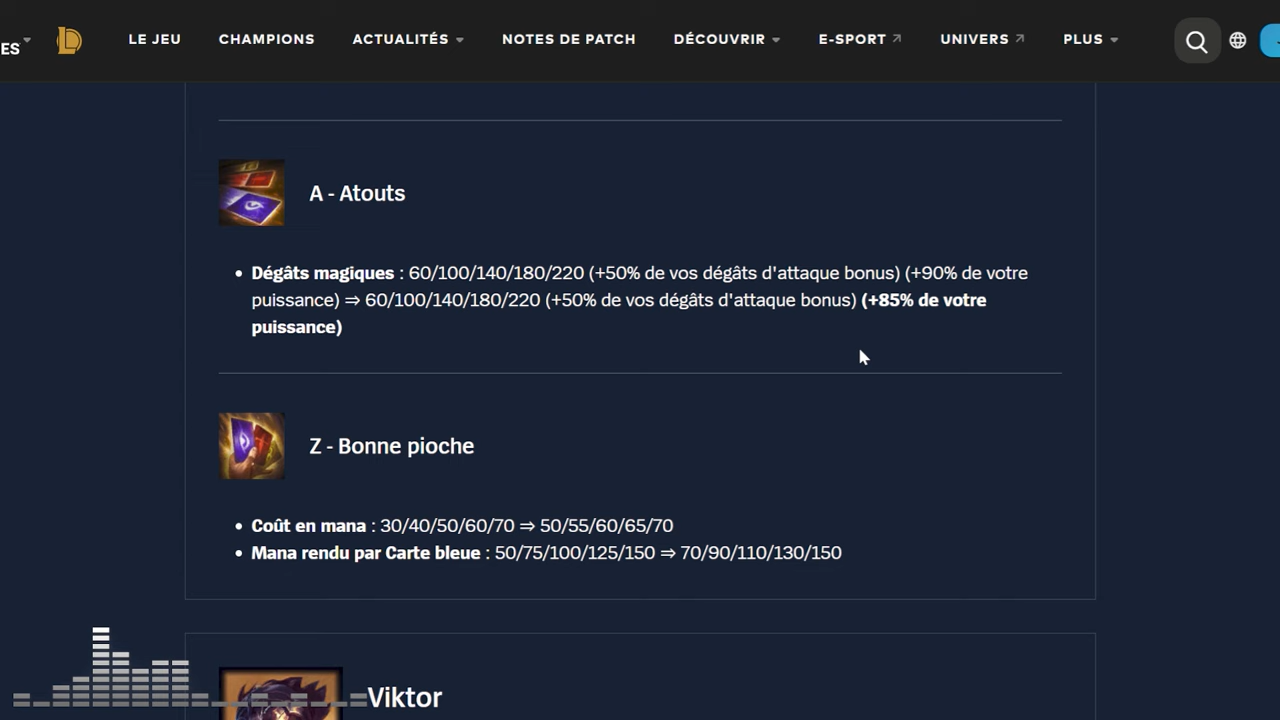 ES
LE JEU CHAMPIONS ACTUALITÉS NOTES DE PATCH DÉCOUVRIR E-SPORT UNIVERS PLUS
A - Atouts
Dégâts magiques : 60/100/140/180/220 (+50% de vos dégâts d'attaque bonus) (+90% de votre
puissance) ⇒ 60/100/140/180/220 (+50% de vos dégâts d'attaque bonus) (+85% de votre
puissance)
Z - Bonne pioche
Coût en mana : 30/40/50/60/70 ⇒ 50/55/60/65/70
Mana rendu par Carte bleue : 50/75/100/125/150 ⇒ 70/90/110/130/150
Viktor